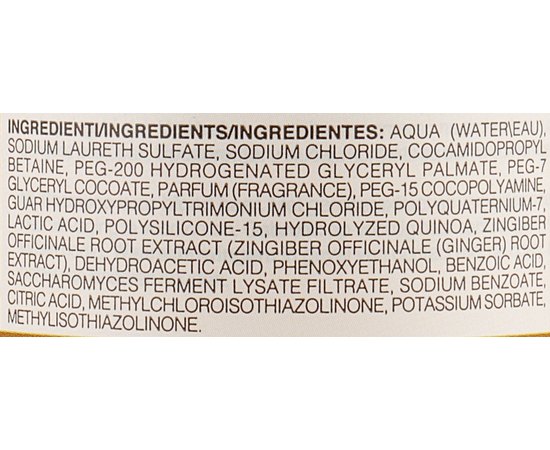 INGREDIENTI/INGREDIENTS/INGREDIENTES: AQUA (WATER\EAU),
SODIUM LAURETH SULFATE, SODIUM CHLORIDE, COCAMIDOPROPYL
BETAINE, PEG-200 HYDROGENATED GLYCERYL PALMATE, PEG-7
GLYCERYL COCOATE, PARFUM (FRAGRANCE), PEG-15 COCOPOLYAMINE,
GUAR HYDROXYPROPYLTRIMONIUM CHLORIDE, POLYQUATERNIUM-7,
LACTIC ACID, POLYSILICONE-15, HYDROLYZED QUINOA, ZINGIBER
OFFICINALE ROOT EXTRACT (ZINGIBER OFFICINALE (GINGER) ROOT
EXTRACT), DEHYDROACETIC ACID, PHENOXYETHANOL, BENZOIC ACID,
SACCHAROMYCES FERMENT LYSATE FILTRATE, SODIUM BENZOATE,
CITRIC ACID, METHYLCHLOROISOTHIAZOLINONE, POTASSIUM SORBATE,
METHYLISOTHIAZOLINONE.